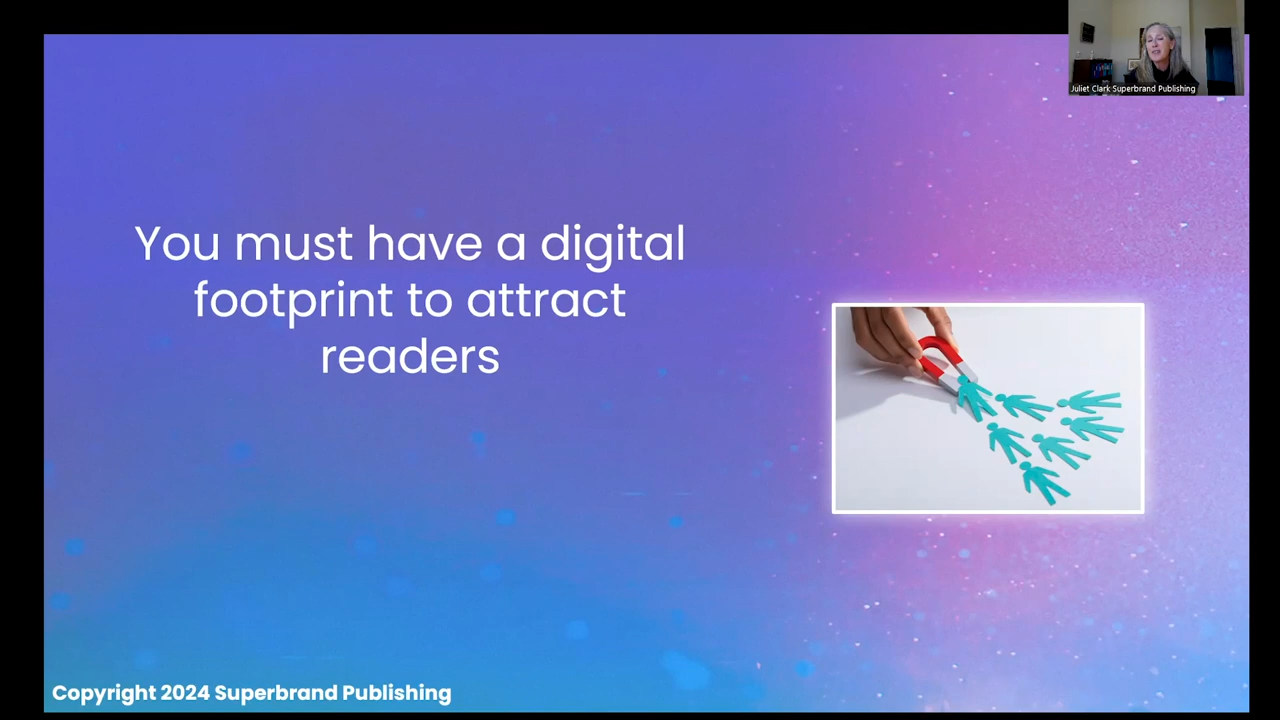 Juliet Clark Superbrand Publishing
You must have a digital
footprint to attract
readers
Copyright 2024 Superbrand Publishing